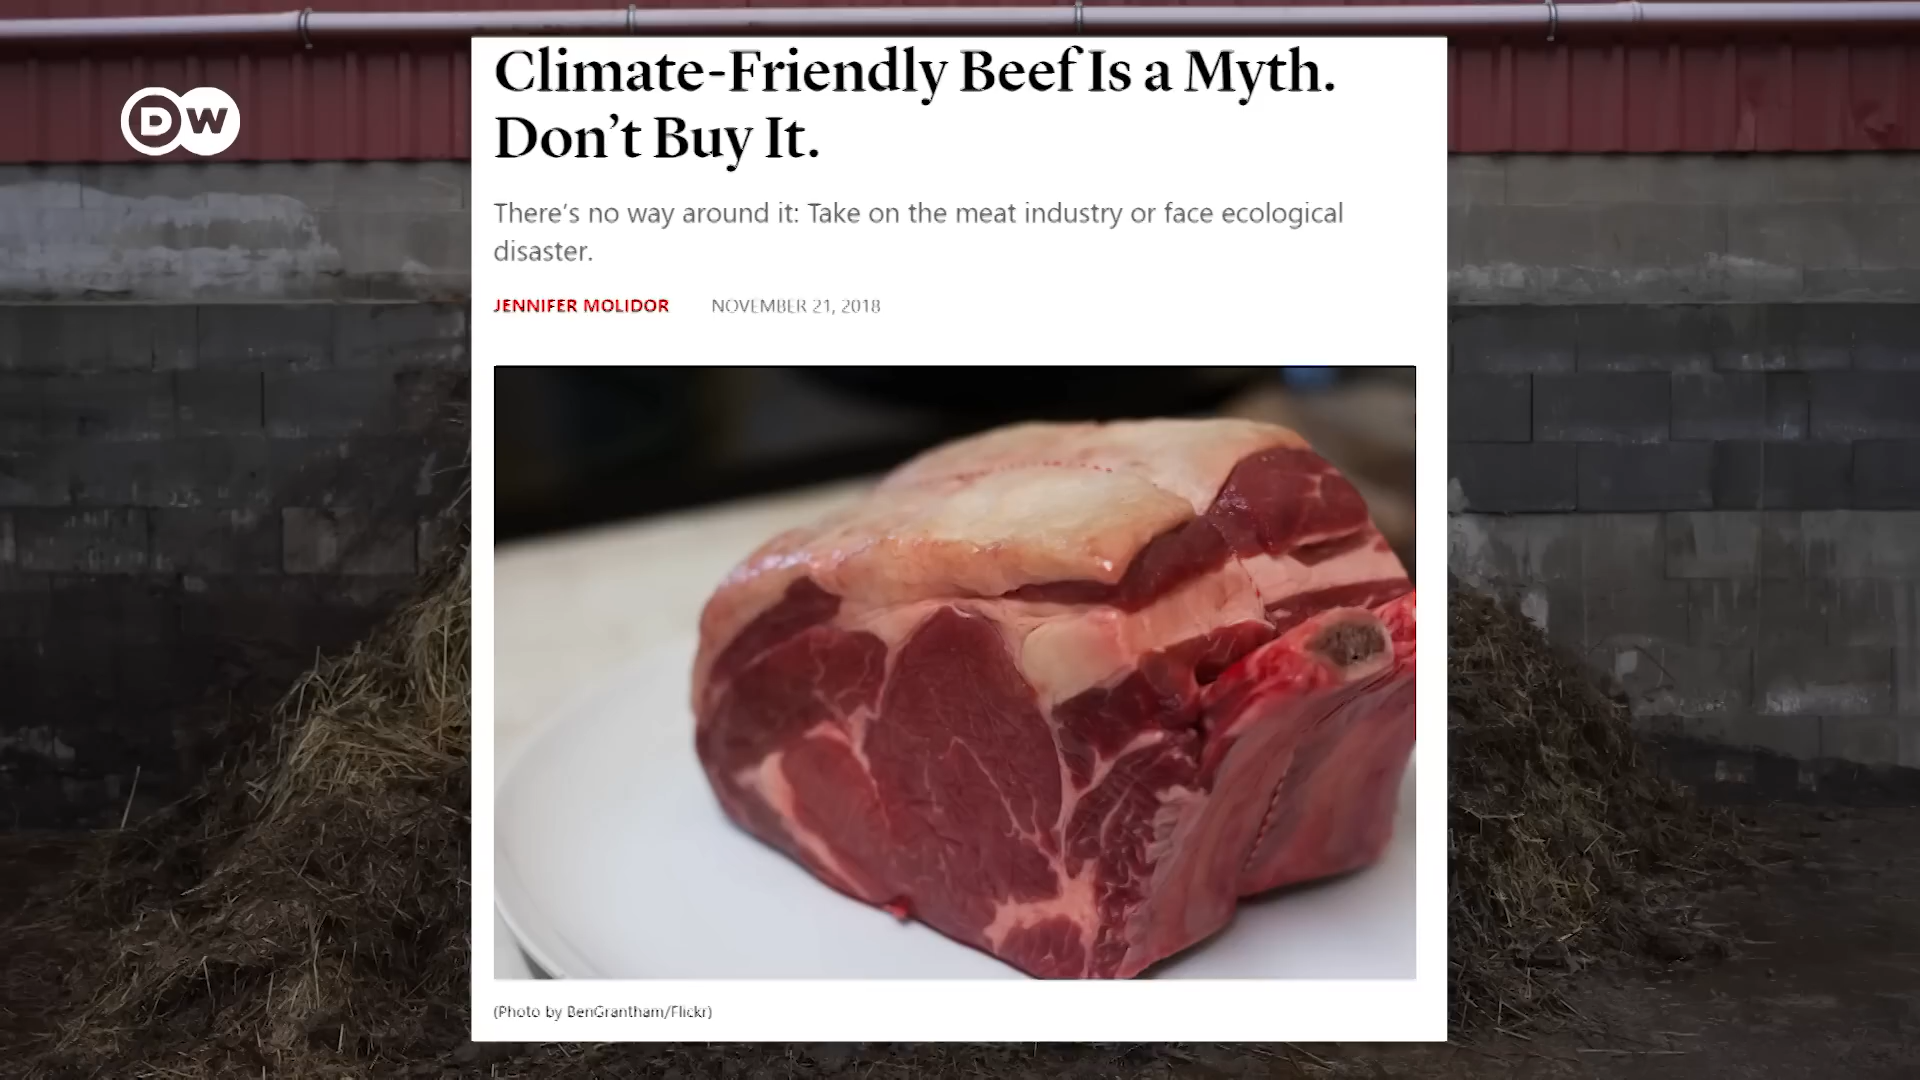 DW
Climate-Friendly Beef Is a Myth.
Don't Buy It.
There's no way around it: Take on the meat industry or face ecological
disaster.
JENNIFER MOLIDOR NOVEMBER 21, 2018
(Photo by BenGrantham/Flickr)